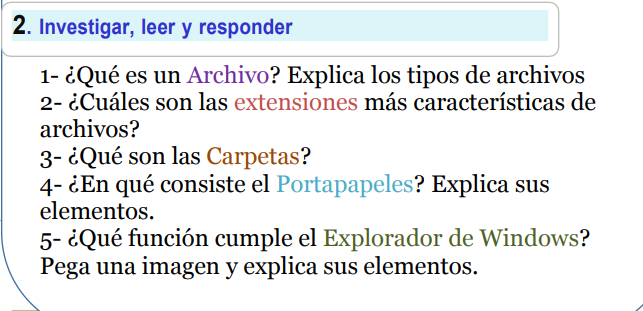 2. Investigar, leer y responder
1- ¿Qué es un Archivo? Explica los tipos de archivos
2- ¿Cuáles son las extensiones más características de
archivos?
3- ¿Qué son las Carpetas?
4- ¿En qué consiste el Portapapeles? Explica sus
elementos.
5- ¿Qué función cumple el Explorador de Windows?
Pega una imagen y explica sus elementos.